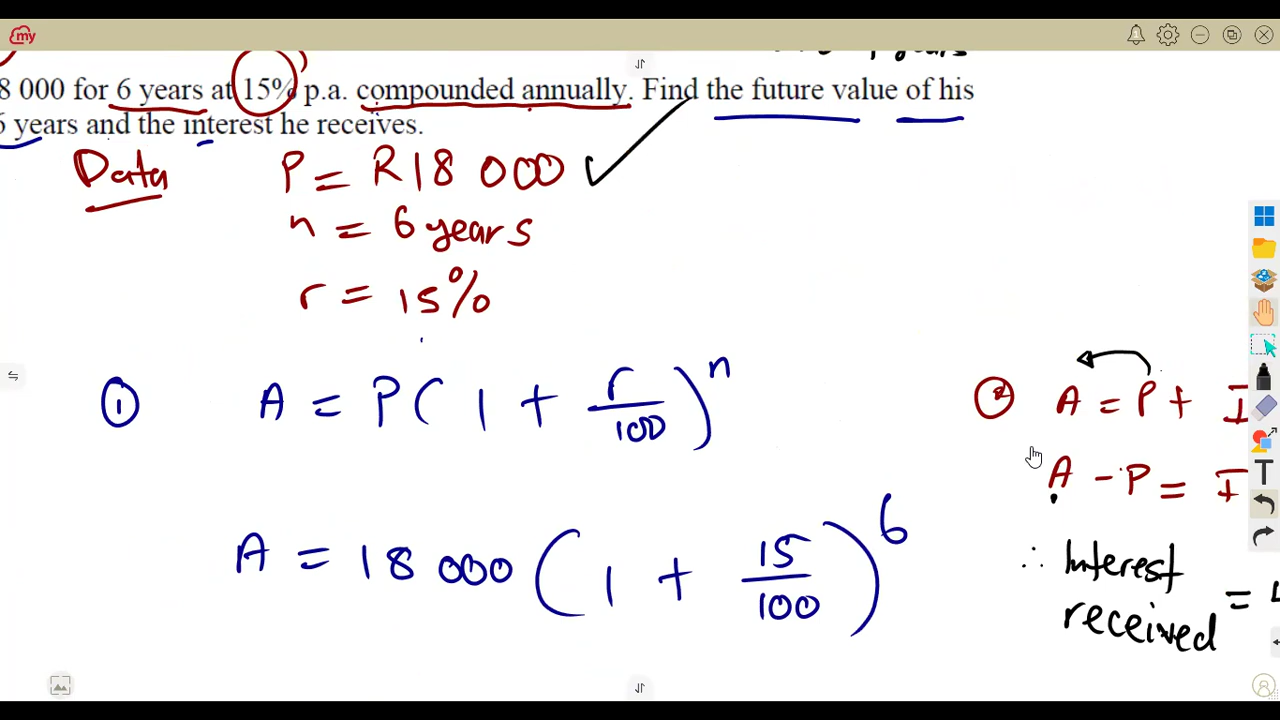 my
8 000 for 6 years at 15% p.a. compounded annually. Find the future value of his
6 years and the interest he receives.
Data P = R18 000
n = 6 years
r = 15%
① A = P(1 + r/100)^n
② A = P + I
A - P = I
A = 18 000 (1 + 15/100)^6
∴ Interest
received =
T